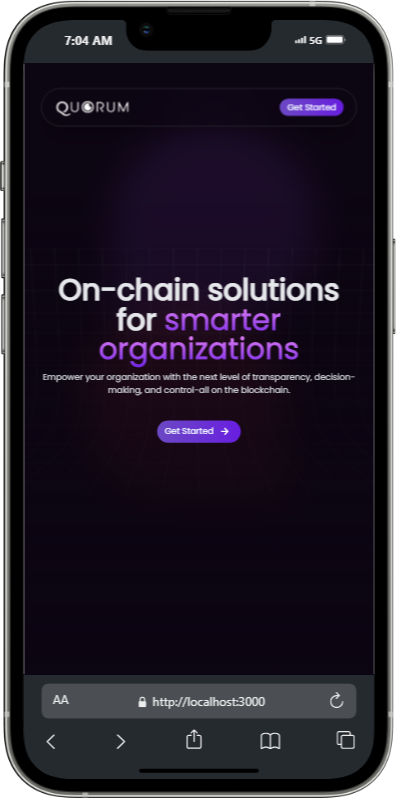 7:04 AM
5G
QUORUM
Get Started
On-chain solutions
for smarter
organizations
Empower your organization with the next level of transparency, decision-
making, and control-all on the blockchain.
Get Started
AA
http://localhost:3000